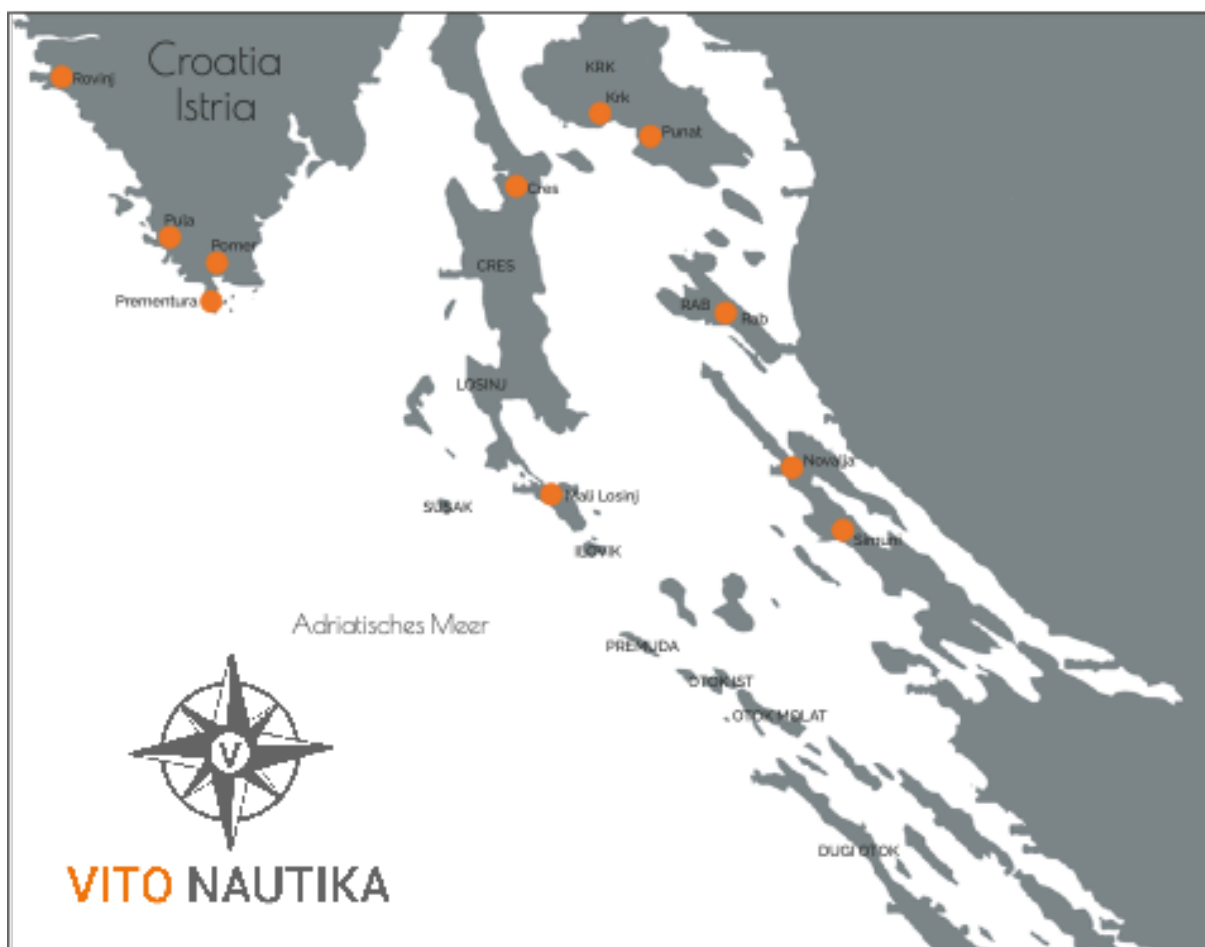 Croatia
Istria
Rovinj
KRK
Krk
Punat
Cres
Pula
Pomer
CRES
Prementura
RAB
Rab
LOSINJ
Novalja
Mali Losinj
SUSAK
Simuni
ILOVIK
Adriatisches Meer
PREMUDA
OTOK IST
OTOK MOLAT
V
DUGI OTOK
VITO NAUTIKA